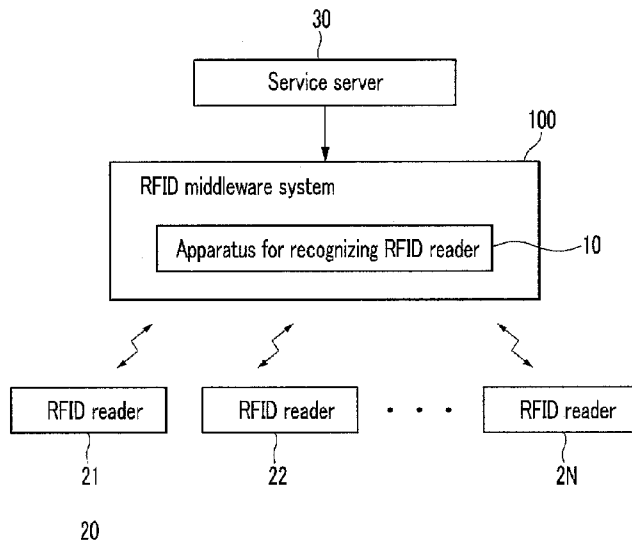 30
Service server
100
RFID middleware system
Apparatus for recognizing RFID reader
10
RFID reader
RFID reader
. . .
RFID reader
21
22
2N
20